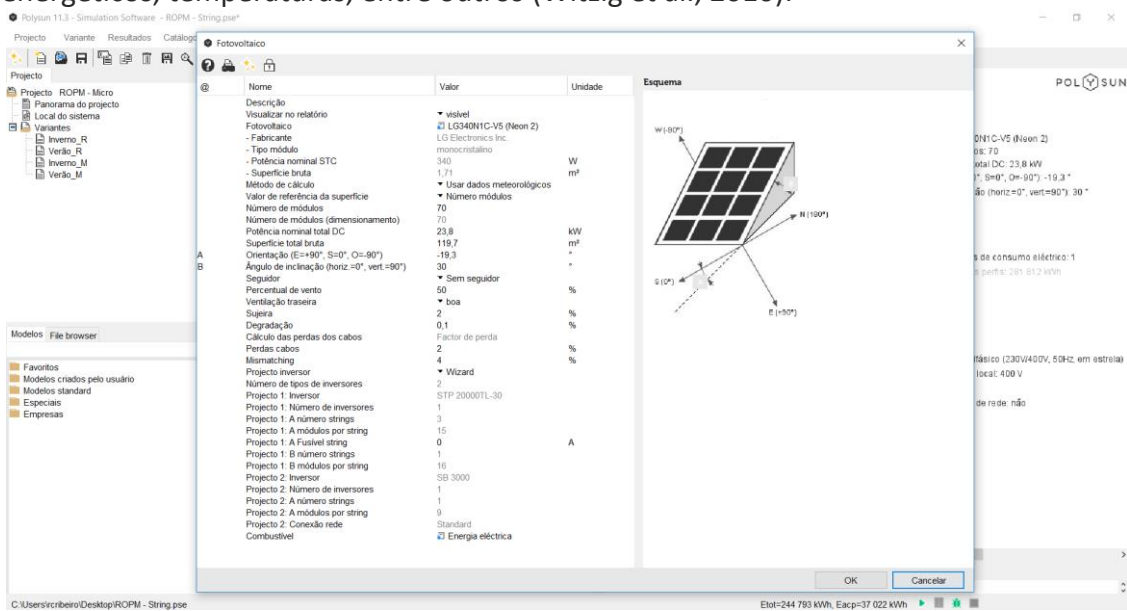 energéticos, temperaturas, entre outros (Witzig et al., 2010).
Polysun 11.3 - Simulation Software - ROPM - String.pse*
Projecto Variante Resultados Catálogo
Projecto
Projecto ROPM - Micro
Panorama do projecto
Local do sistema
Variantes
Inverno_R
Verão_R
Inverno_M
Verão_M
Modelos File browser
Favoritos
Modelos criados pelo usuário
Modelos standard
Especiais
Empresas
Fotovoltaico
@ Nome Valor Unidade
Descrição
Visualizar no relatório visível
Fotovoltaico LG340N1C-V5 (Neon 2)
- Fabricante LG Electronics Inc.
- Tipo módulo monocristalino
- Potência nominal STC 340 W
- Superfície bruta 1,71 m²
Método de cálculo Usar dados meteorológicos
Valor de referência da superfície Número módulos
Número de módulos 70
Número de módulos (dimensionamento) 70
Potência nominal total DC 23,8 kW
Superfície total bruta 119,7 m²
A Orientação (E=+90°, S=0°, O=-90°) -19,3 °
B Ângulo de inclinação (horiz.=0°, vert.=90°) 30 °
Seguidor Sem seguidor
Percentual de vento 50 %
Ventilação traseira boa
Sujeira 2 %
Degradação 0,1 %
Cálculo das perdas dos cabos Factor de perda
Perdas cabos 2 %
Mismatching 4 %
Projecto inversor Wizard
Número de tipos de inversores 2
Projecto 1: Inversor STP 20000TL-30
Projecto 1: Número de inversores 1
Projecto 1: A número strings 3
Projecto 1: A módulos por string 15
Projecto 1: A Fusível string 0 A
Projecto 1: B número strings 1
Projecto 1: B módulos por string 16
Projecto 2: Inversor SB 3000
Projecto 2: Número de inversores 1
Projecto 2: A número strings 1
Projecto 2: A módulos por string 9
Projecto 2: Conexão rede Standard
Combustível Energia eléctrica
Esquema
W (-90°)
N (180°)
S (0°)
E (+90°)
OK Cancelar
POLYSUN
0N1C-V5 (Neon 2)
os: 70
otal DC: 23,8 kW
)°, S=0°, O=-90°): -19,3 °
ão (horiz.=0°, vert.=90°): 30 °
s de consumo eléctrico: 1
s perfis: 281 812 kWh
ifásico (230V/400V, 50Hz, em estrela)
local: 400 V
de rede: não
C:\Users\rcribeiro\Desktop\ROPM - String.pse
Etot=244 793 kWh, Eacp=37 022 kWh